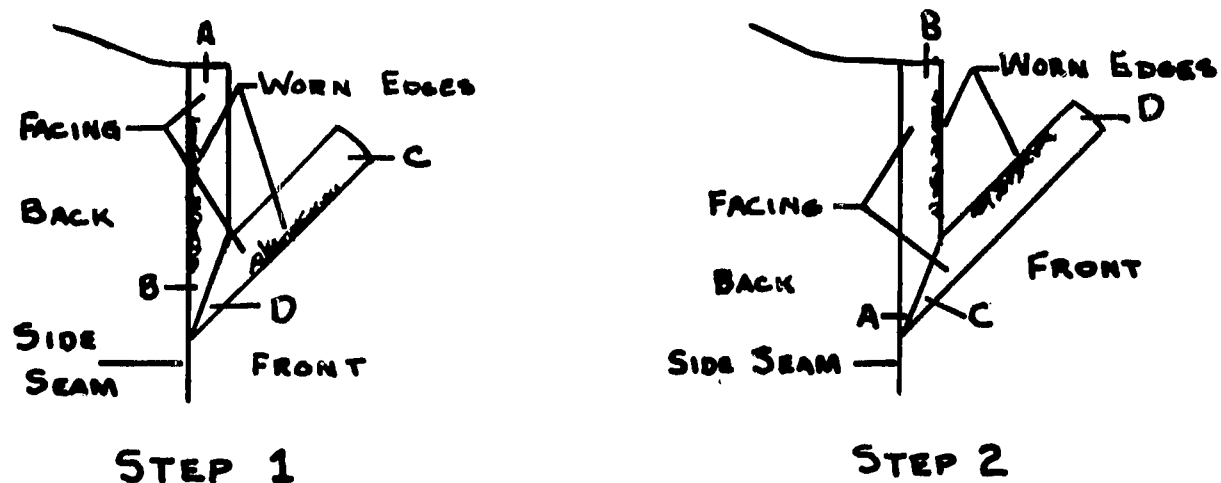 A
WORN EDGES
FACING
C
BACK
B
D
SIDE
SEAM
FRONT
STEP 1
B
WORN EDGES
D
FACING
FRONT
BACK
A
C
SIDE SEAM
STEP 2